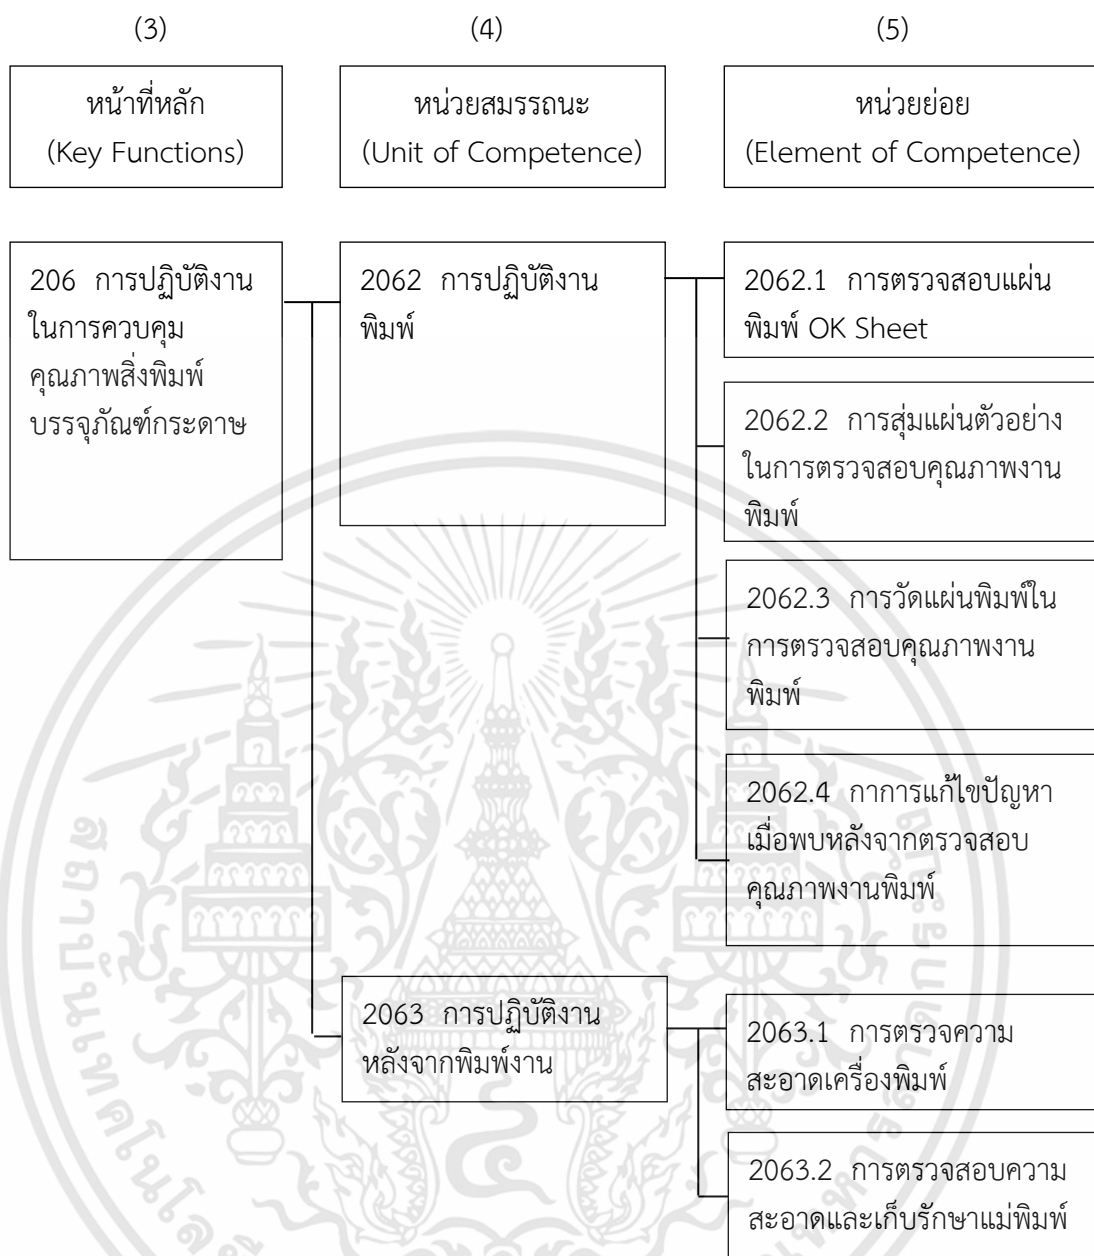 (3)
(4)
(5)
หน้าที่หลัก
(Key Functions)
หน่วยสมรรถนะ
(Unit of Competence)
หน่วยย่อย
(Element of Competence)
206 การปฏิบัติงาน
ในการควบคุม
คุณภาพสิ่งพิมพ์
บรรจุภัณฑ์กระดาษ
2062 การปฏิบัติงาน
พิมพ์
2062.1 การตรวจสอบแผ่น
พิมพ์ OK Sheet
2062.2 การสุ่มแผ่นตัวอย่าง
ในการตรวจสอบคุณภาพงาน
พิมพ์
2062.3 การวัดแผ่นพิมพ์ใน
การตรวจสอบคุณภาพงาน
พิมพ์
2062.4 กาการแก้ไขปัญหา
เมื่อพบหลังจากตรวจสอบ
คุณภาพงานพิมพ์
2063 การปฏิบัติงาน
หลังจากพิมพ์งาน
2063.1 การตรวจความ
สะอาดเครื่องพิมพ์
2063.2 การตรวจสอบความ
สะอาดและเก็บรักษาแม่พิมพ์